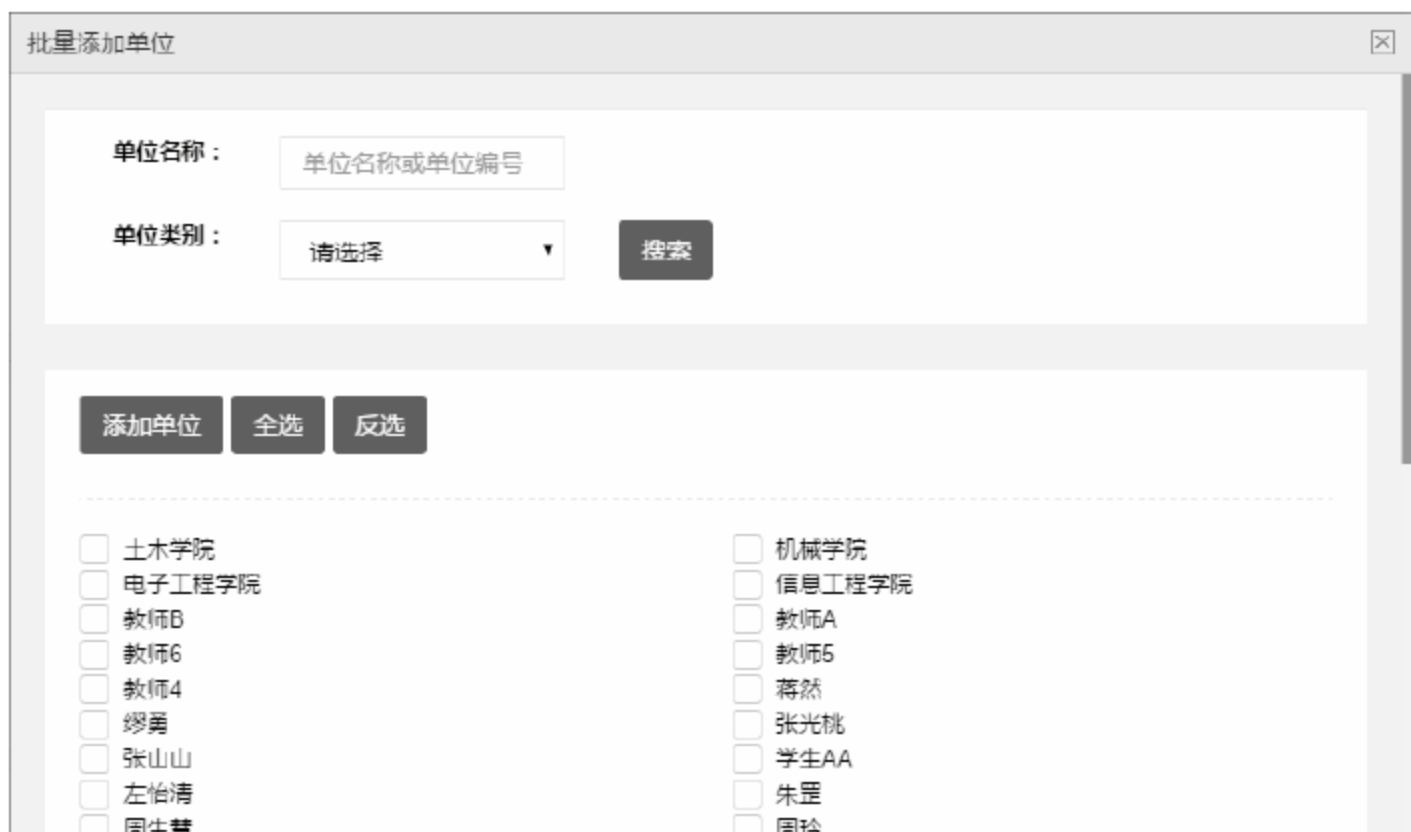 批量添加单位
单位名称：
单位名称或单位编号
单位类别：
请选择
搜索
添加单位 全选 反选
土木学院 机械学院
电子工程学院 信息工程学院
教师B 教师A
教师6 教师5
教师4 蒋然
缪勇 张光桃
张山山 学生AA
左怡清 朱罡